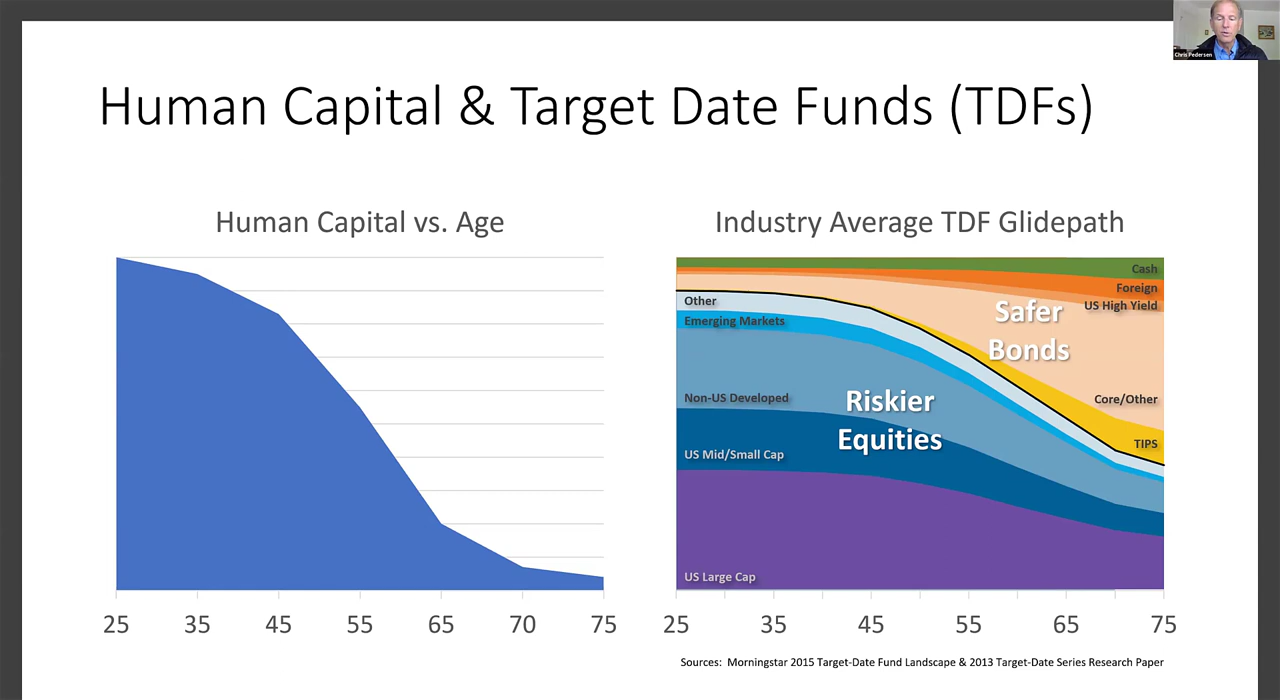 Chris Pedersen
Human Capital & Target Date Funds (TDFs)
Human Capital vs. Age
25 35 45 55 65 70 75
Industry Average TDF Glidepath
Cash
Foreign
US High Yield
Other
Safer
Bonds
Emerging Markets
Non-US Developed
Riskier
Equities
Core/Other
TIPS
US Mid/Small Cap
US Large Cap
25 35 45 55 65 75
Sources: Morningstar 2015 Target-Date Fund Landscape & 2013 Target-Date Series Research Paper